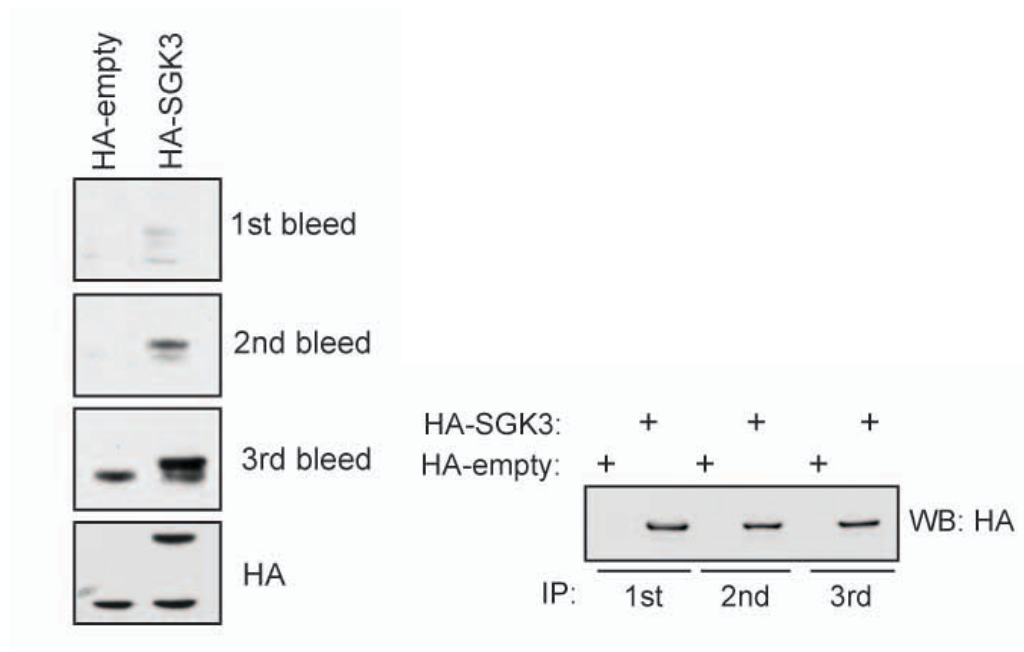 HA-empty
HA-SGK3
1st bleed
2nd bleed
3rd bleed
HA
HA-SGK3: + + +
HA-empty: + + +
WB: HA
IP: 1st 2nd 3rd